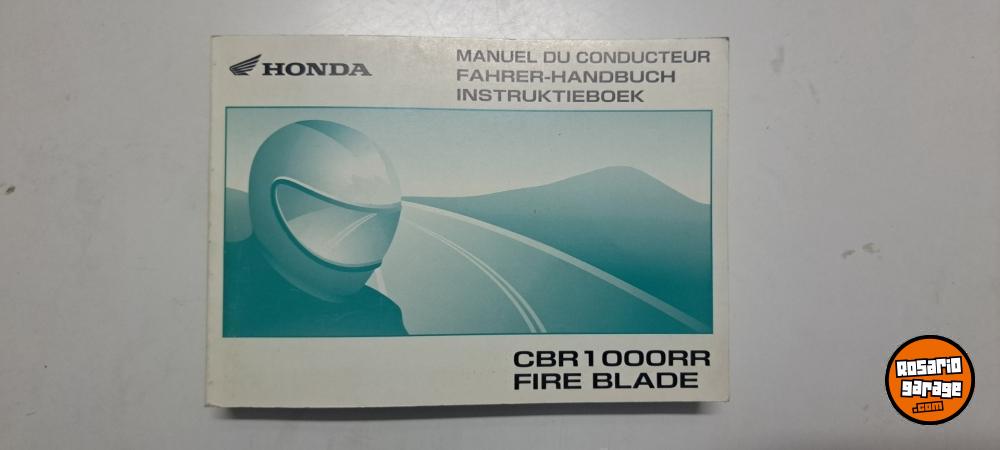 HONDA
MANUEL DU CONDUCTEUR
FAHRER-HANDBUCH
INSTRUKTIEBOEK
CBR1000RR
FIRE BLADE
Rosario
garage
.com